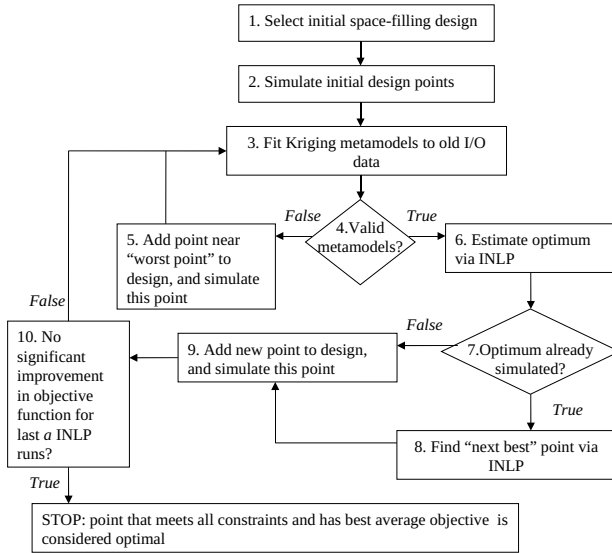 1. Select initial space-filling design
2. Simulate initial design points
3. Fit Kriging metamodels to old I/O
data
False
True
4.Valid
metamodels?
5. Add point near
“worst point” to
design, and simulate
this point
6. Estimate optimum
via INLP
False
False
7.Optimum already
simulated?
9. Add new point to design,
and simulate this point
10. No
significant
improvement
in objective
function for
last a INLP
runs?
True
8. Find “next best” point via
INLP
True
STOP: point that meets all constraints and has best average objective is
considered optimal